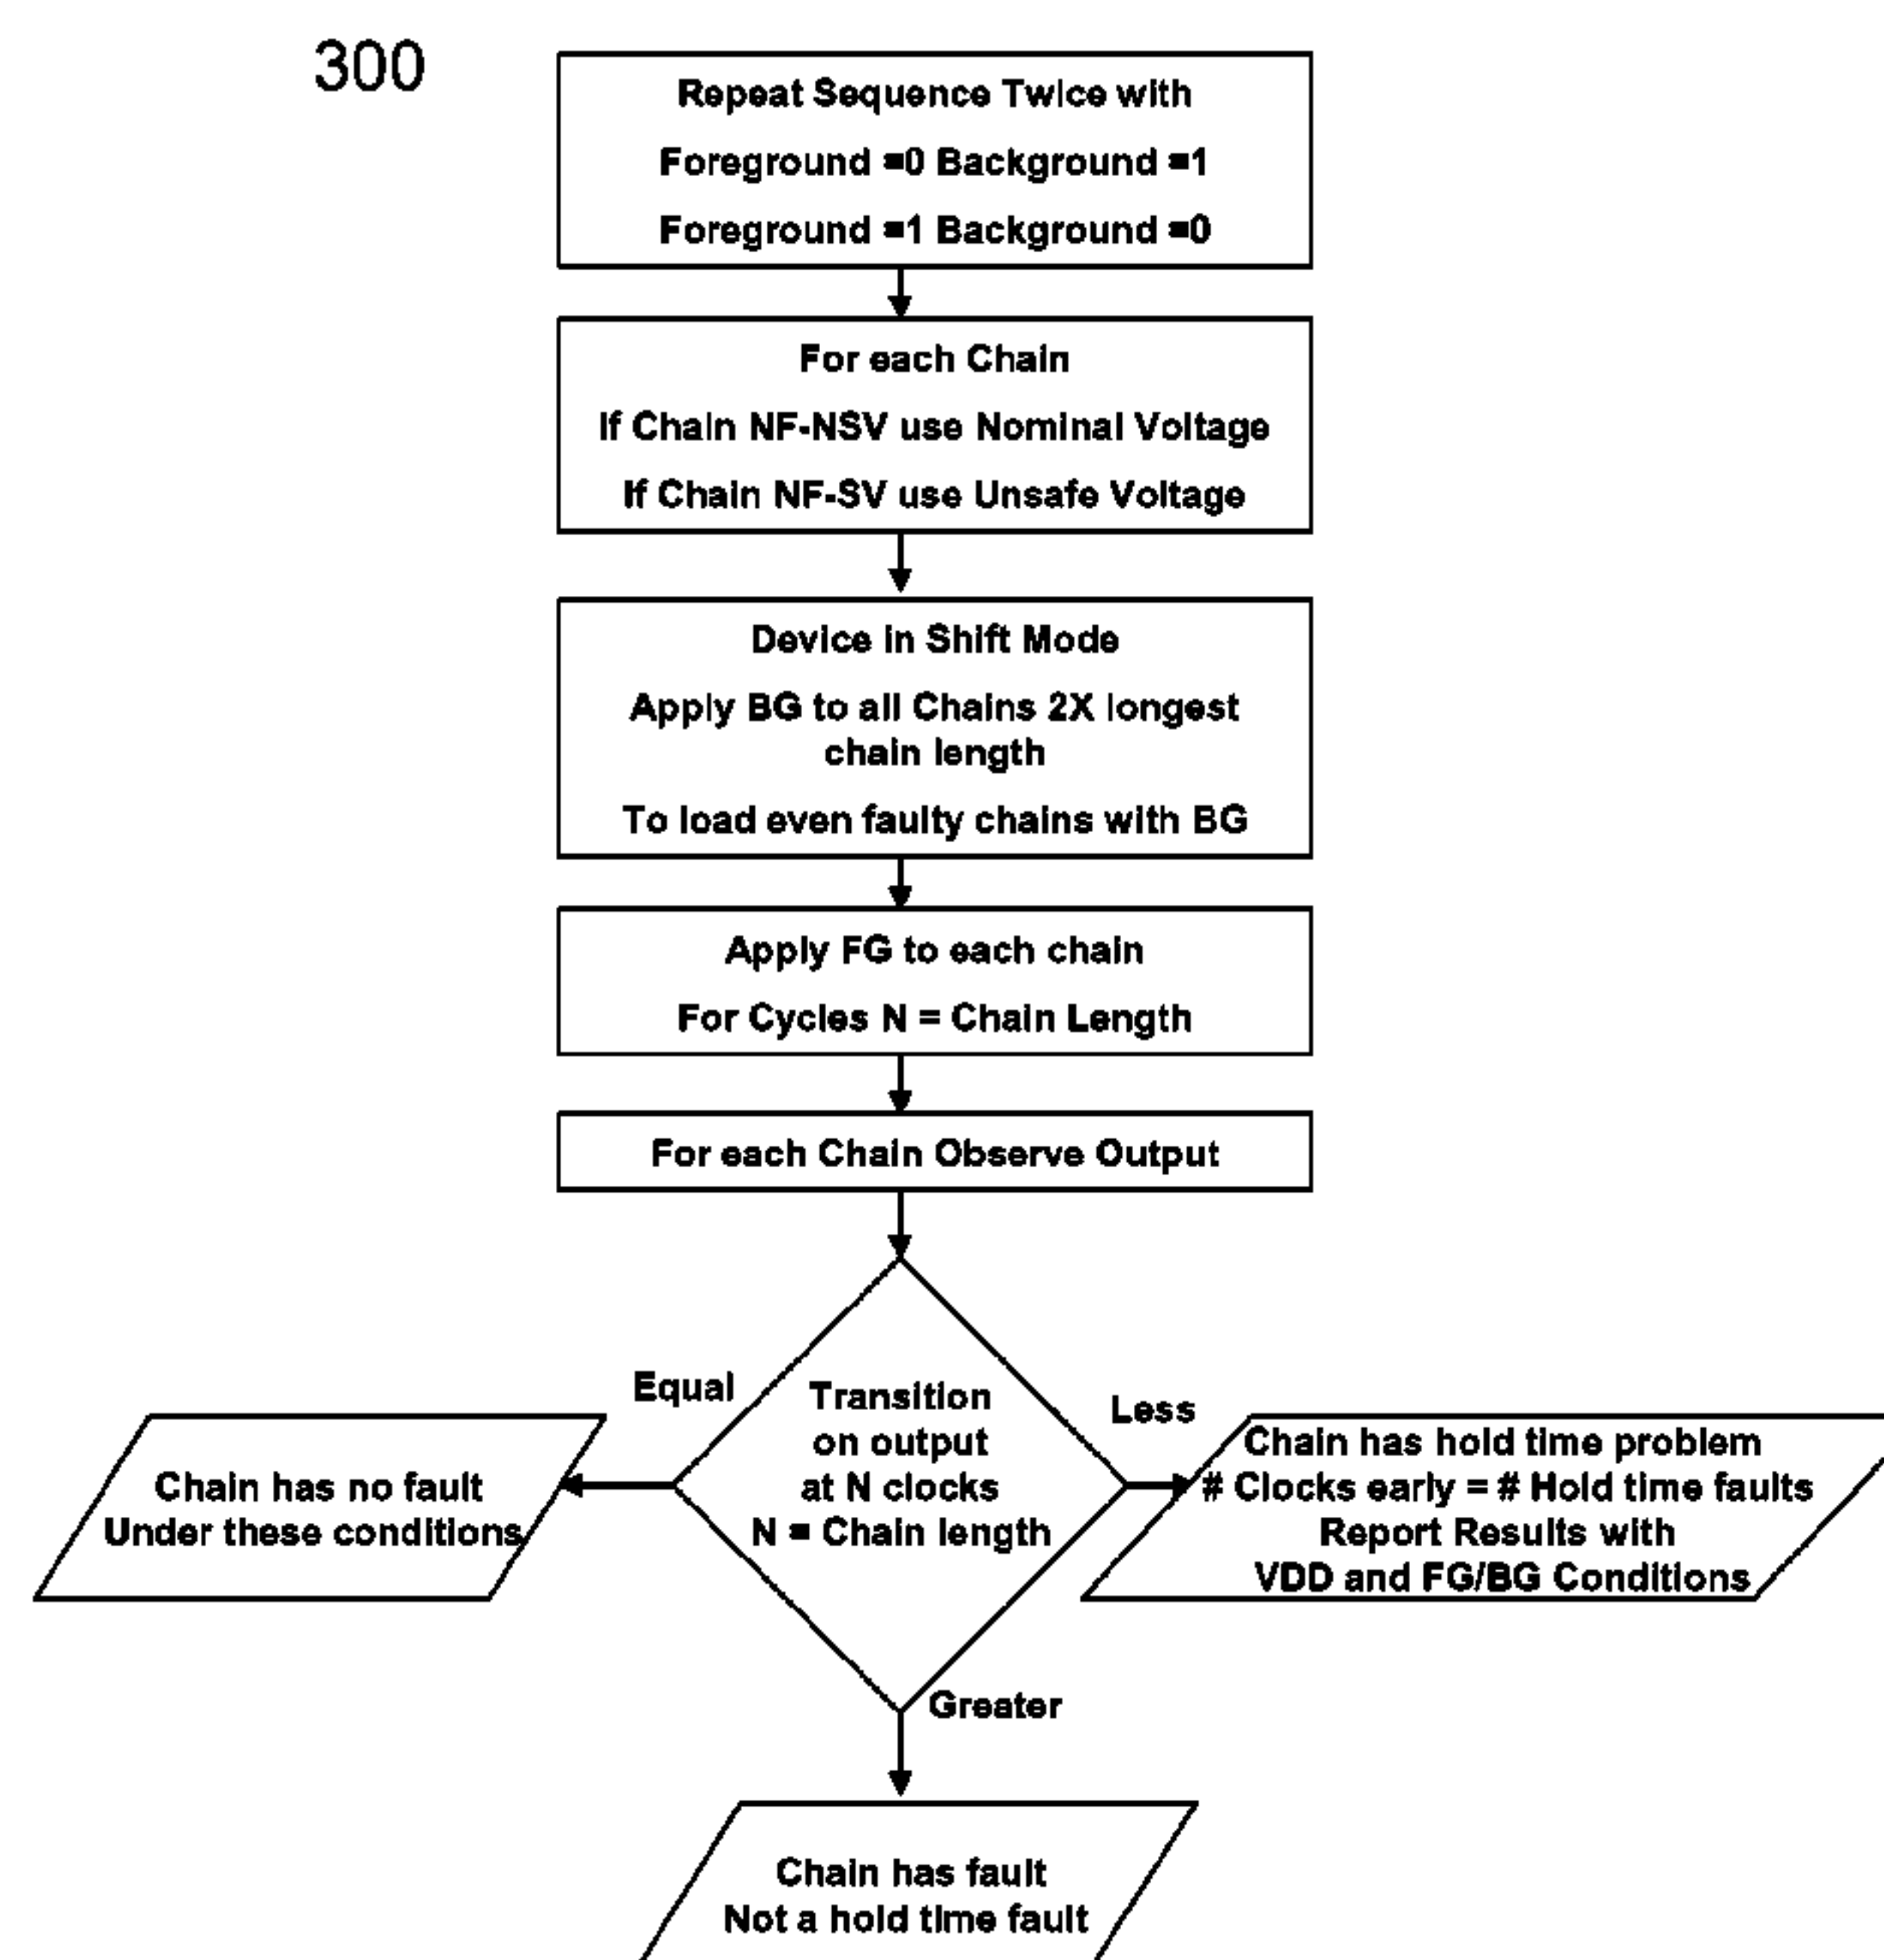 300
Repeat Sequence Twice with
Foreground =0 Background =1
Foreground =1 Background =0
For each Chain
If Chain NF-NSV use Nominal Voltage
If Chain NF-SV use Unsafe Voltage
Device in Shift Mode
Apply BG to all Chains 2X longest
chain length
To load even faulty chains with BG
Apply FG to each chain
For Cycles N = Chain Length
For each Chain Observe Output
Equal
Transition
on output
at N clocks
N = Chain length
Less
Chain has no fault
Under these conditions
Chain has hold time problem
# Clocks early = # Hold time faults
Report Results with
VDD and FG/BG Conditions
Greater
Chain has fault
Not a hold time fault